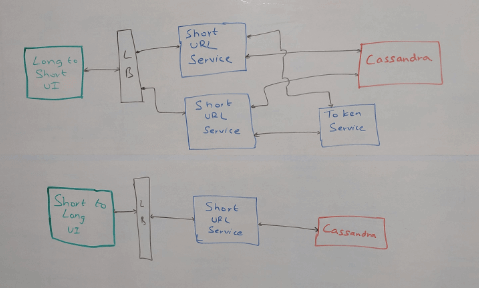 Long to
Short
UI
L
B
Short
URL
Service
Short
URL
Service
Cassandra
Token
Service
Short to
Long
UI
L
B
Short
URL
Service
Cassandra